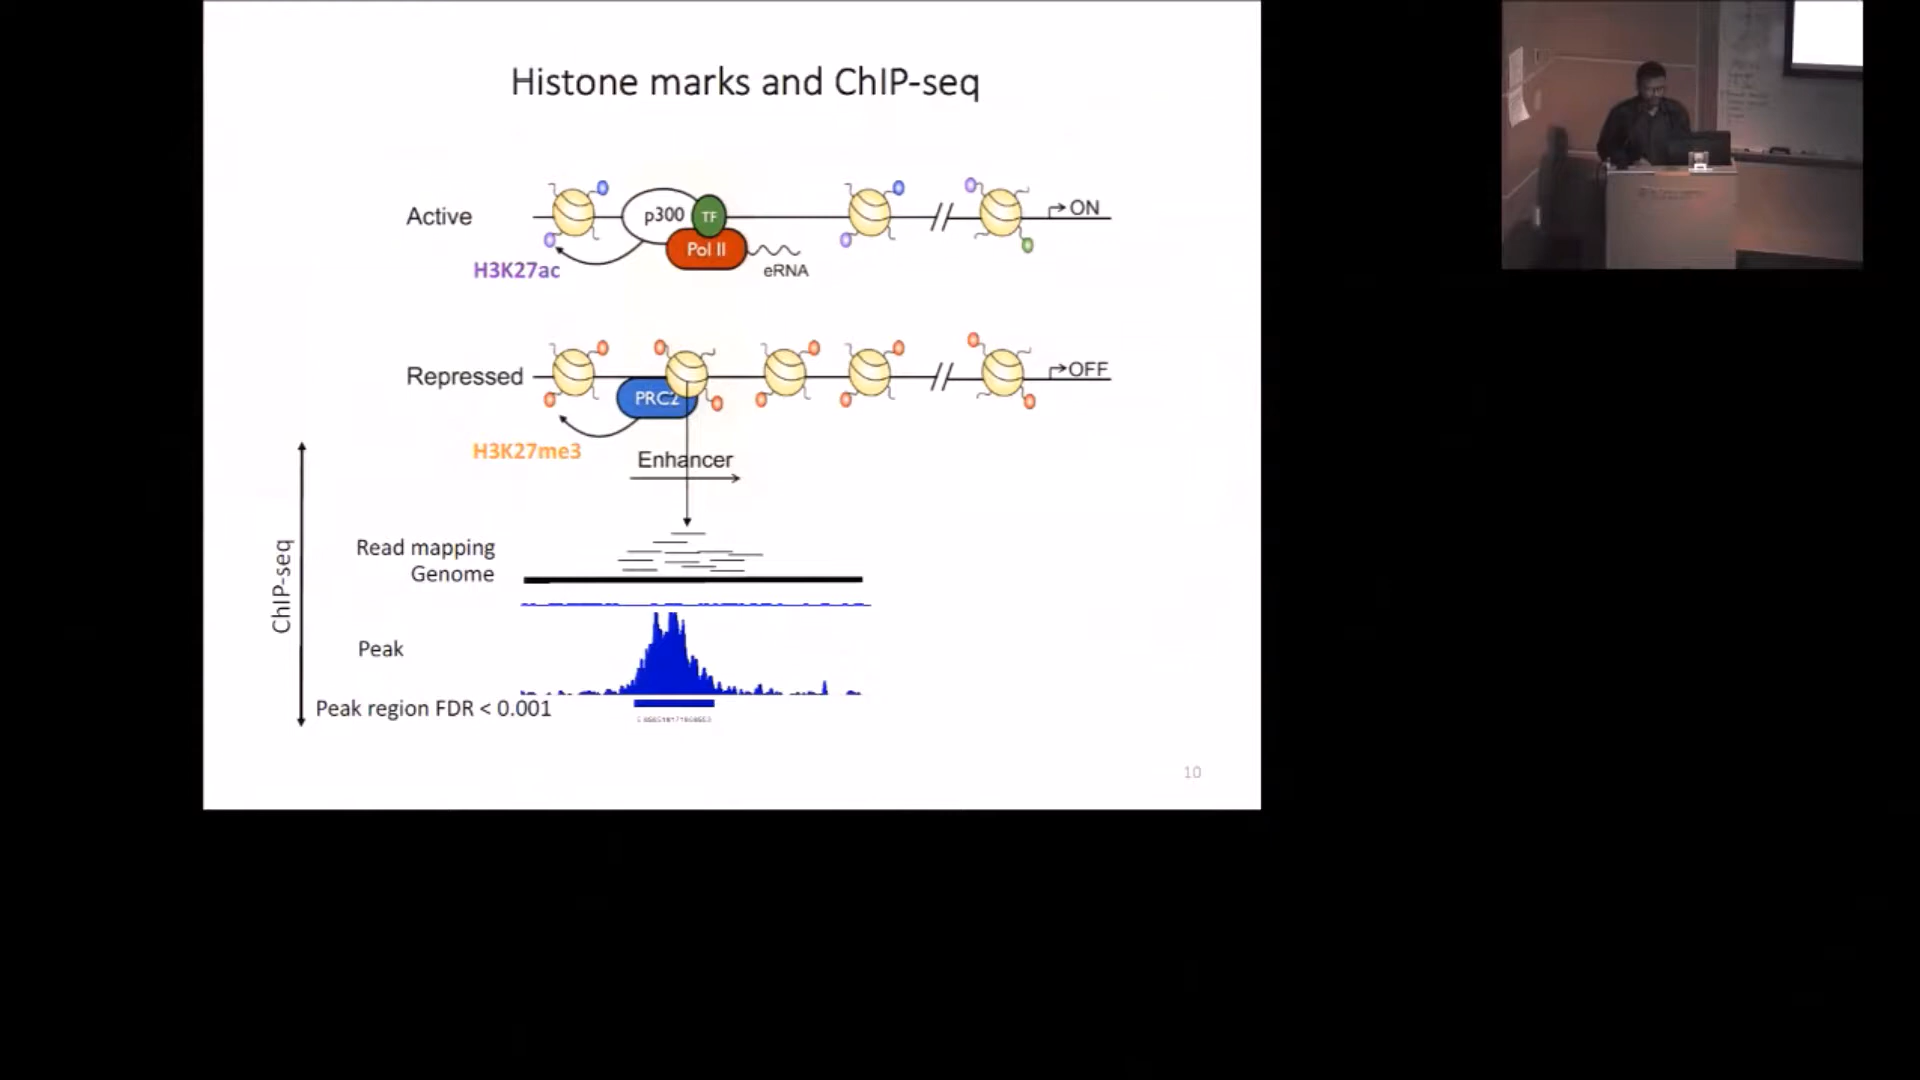 Histone marks and ChIP-seq
Active
p300
TF
ON
Pol II
H3K27ac
eRNA
Repressed
OFF
PRC2
H3K27me3
Enhancer
ChIP-seq
Read mapping
Genome
Peak
Peak region FDR < 0.001
10